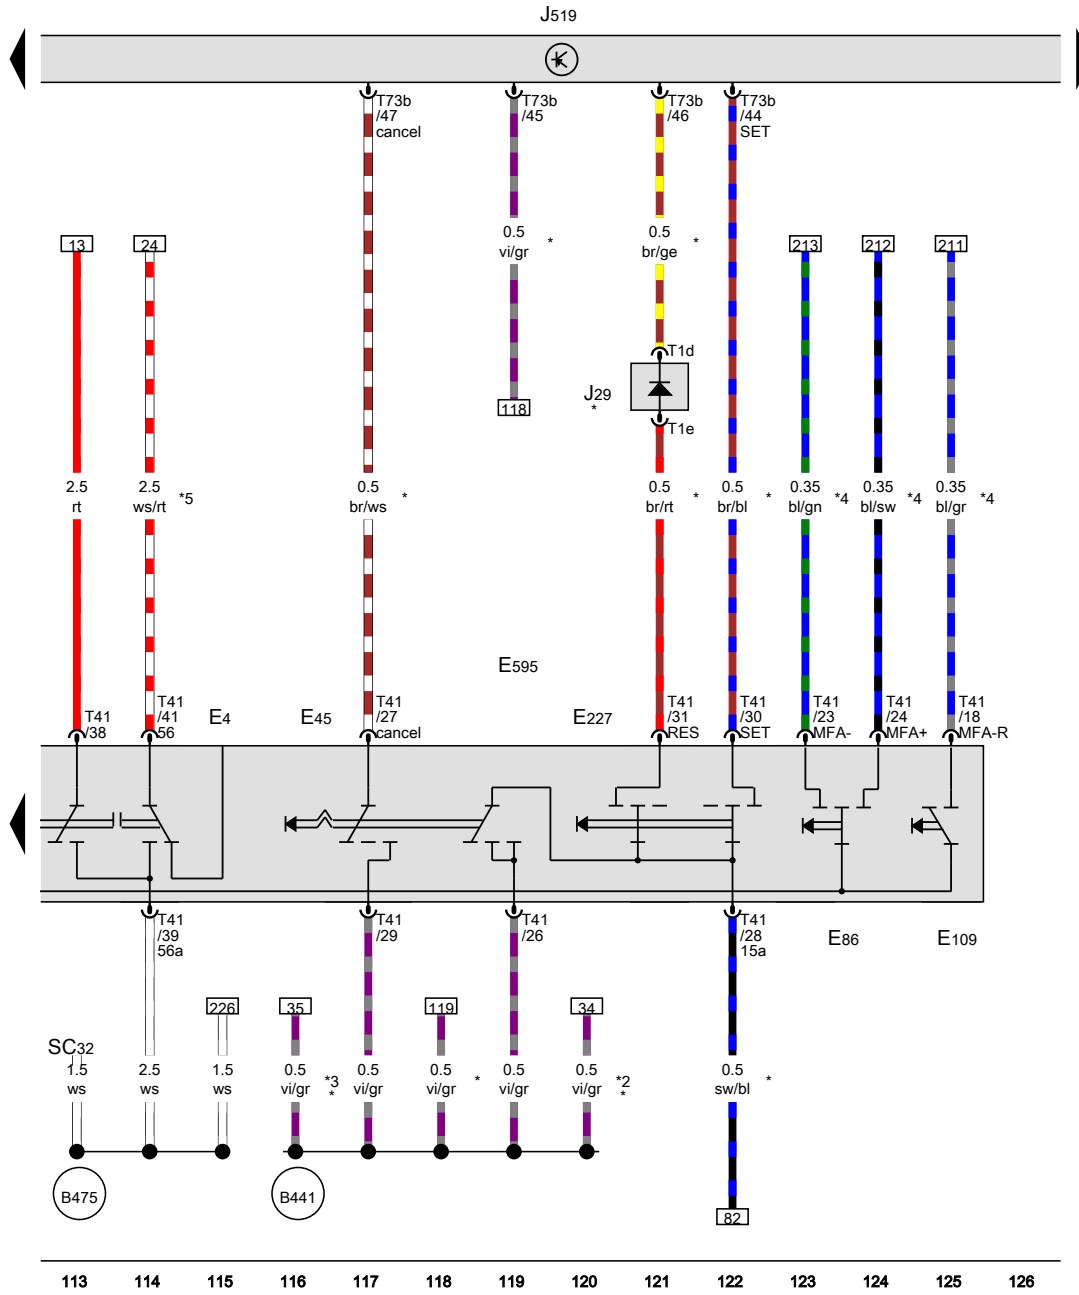 J519
T73b
/47
cancel
T73b
/45
T73b
/46
T73b
/44
SET
13
24
0.5
vi/gr
*
0.5
br/ge
*
213
212
211
T1d
J29
*
118
T1e
2.5
rt
2.5
ws/rt
*5
0.5
br/ws
*
0.5
br/rt
*
0.5
br/bl
*
0.35
bl/gn
*4
0.35
bl/sw
*4
0.35
bl/gr
*4
E595
T41
/38
T41
/41
56
E4
E45
T41
/27
cancel
E227
T41
/31
RES
T41
/30
SET
T41
/23
MFA-
T41
/24
MFA+
T41
/18
MFA-R
T41
/39
56a
T41
/29
T41
/26
T41
/28
15a
E86
E109
226
35
119
34
SC32
1.5
ws
2.5
ws
1.5
ws
0.5
vi/gr
*3
*
0.5
vi/gr
0.5
vi/gr
*
0.5
vi/gr
0.5
vi/gr
*2
*
0.5
sw/bl
*
B475
B441
82
113 114 115 116 117 118 119 120 121 122 123 124 125 126